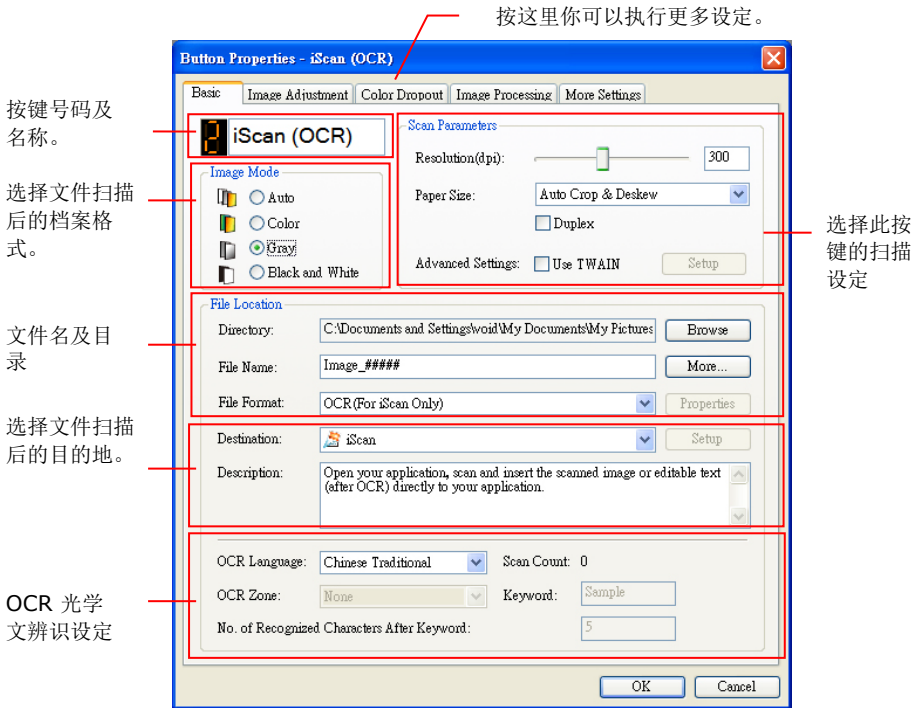 按这里你可以执行更多设定。
Button Properties - iScan (OCR)
Basic
Image Adjustment
Color Dropout
Image Processing
More Settings
按键号码及
名称。
2
iScan (OCR)
Scan Parameters
Resolution(dpi):
300
Paper Size:
Auto Crop & Deskew
Duplex
Advanced Settings:
Use TWAIN
Setup
选择此按
键的扫描
设定
选择文件扫描
后的档案格
式。
Image Mode
Auto
Color
Gray
Black and White
文件名及目
录
File Location
Directory:
C:\Documents and Settings\void\My Documents\My Pictures
Browse
File Name:
Image_#####
More...
File Format:
OCR(For iScan Only)
Properties
选择文件扫描
后的目的地。
Destination:
iScan
Setup
Description:
Open your application, scan and insert the scanned image or editable text
(after OCR) directly to your application.
OCR 光学
文辨识设定
OCR Language:
Chinese Traditional
Scan Count: 0
OCR Zone:
None
Keyword:
Sample
No. of Recognized Characters After Keyword:
5
OK
Cancel